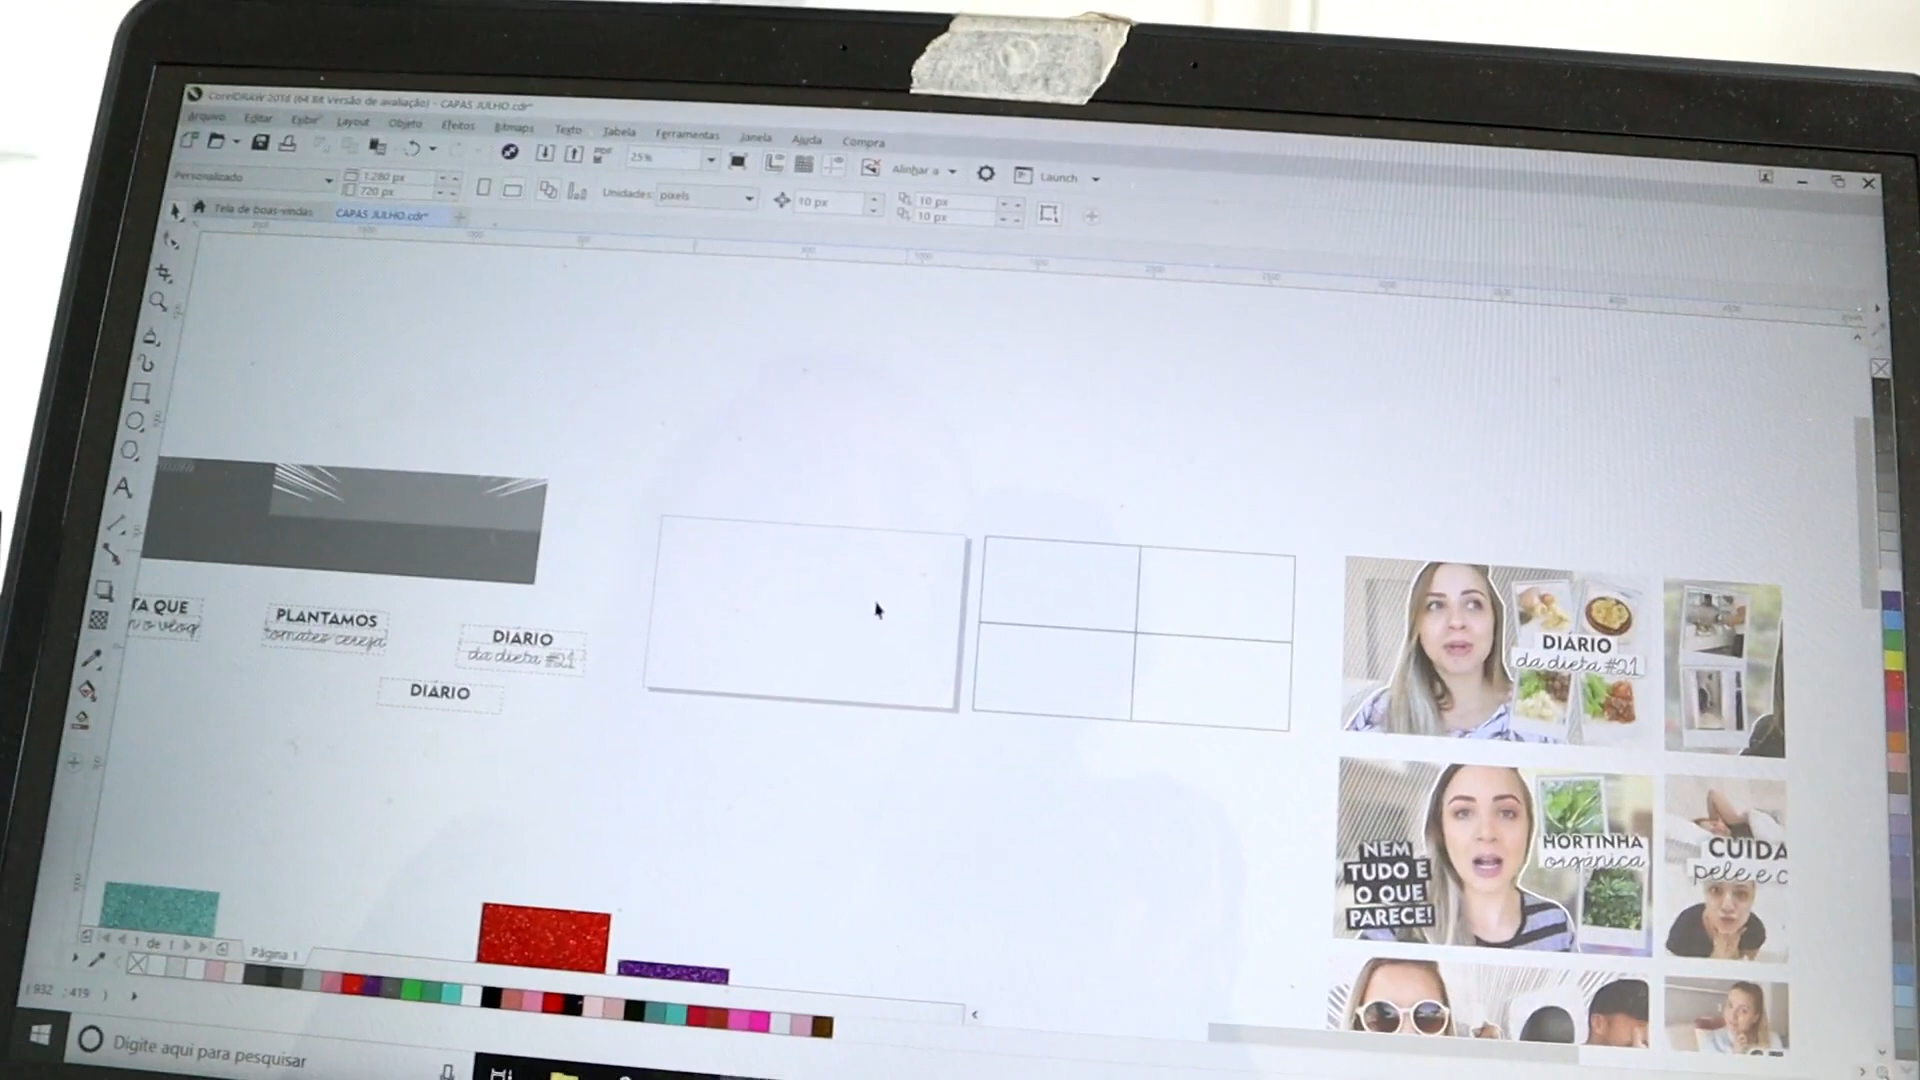 CorelDRAW 2018 (64 Bit Versão de avaliação) - CAPAS JULHO.cdr*
Arquivo Editar Exibir Layout Objeto Efeitos Bitmaps Texto Tabela Ferramentas Janela Ajuda Compra
PDF 25% Alinhar a Launch
Personalizado 1.280 px
720 px
Unidades: pixels 10 px 10 px
10 px
Tela de boas-vindas CAPAS JULHO.cdr*
TA QUE
n o vlog
PLANTAMOS
tomates cereja
DIÁRIO
da dieta #21
DIÁRIO
DIÁRIO
da dieta #21
NEM
TUDO É
O QUE
PARECE!
HORTINHA
orgânica
CUIDA
pele e c
1 de 1 Página 1
932 419
Digite aqui para pesquisar